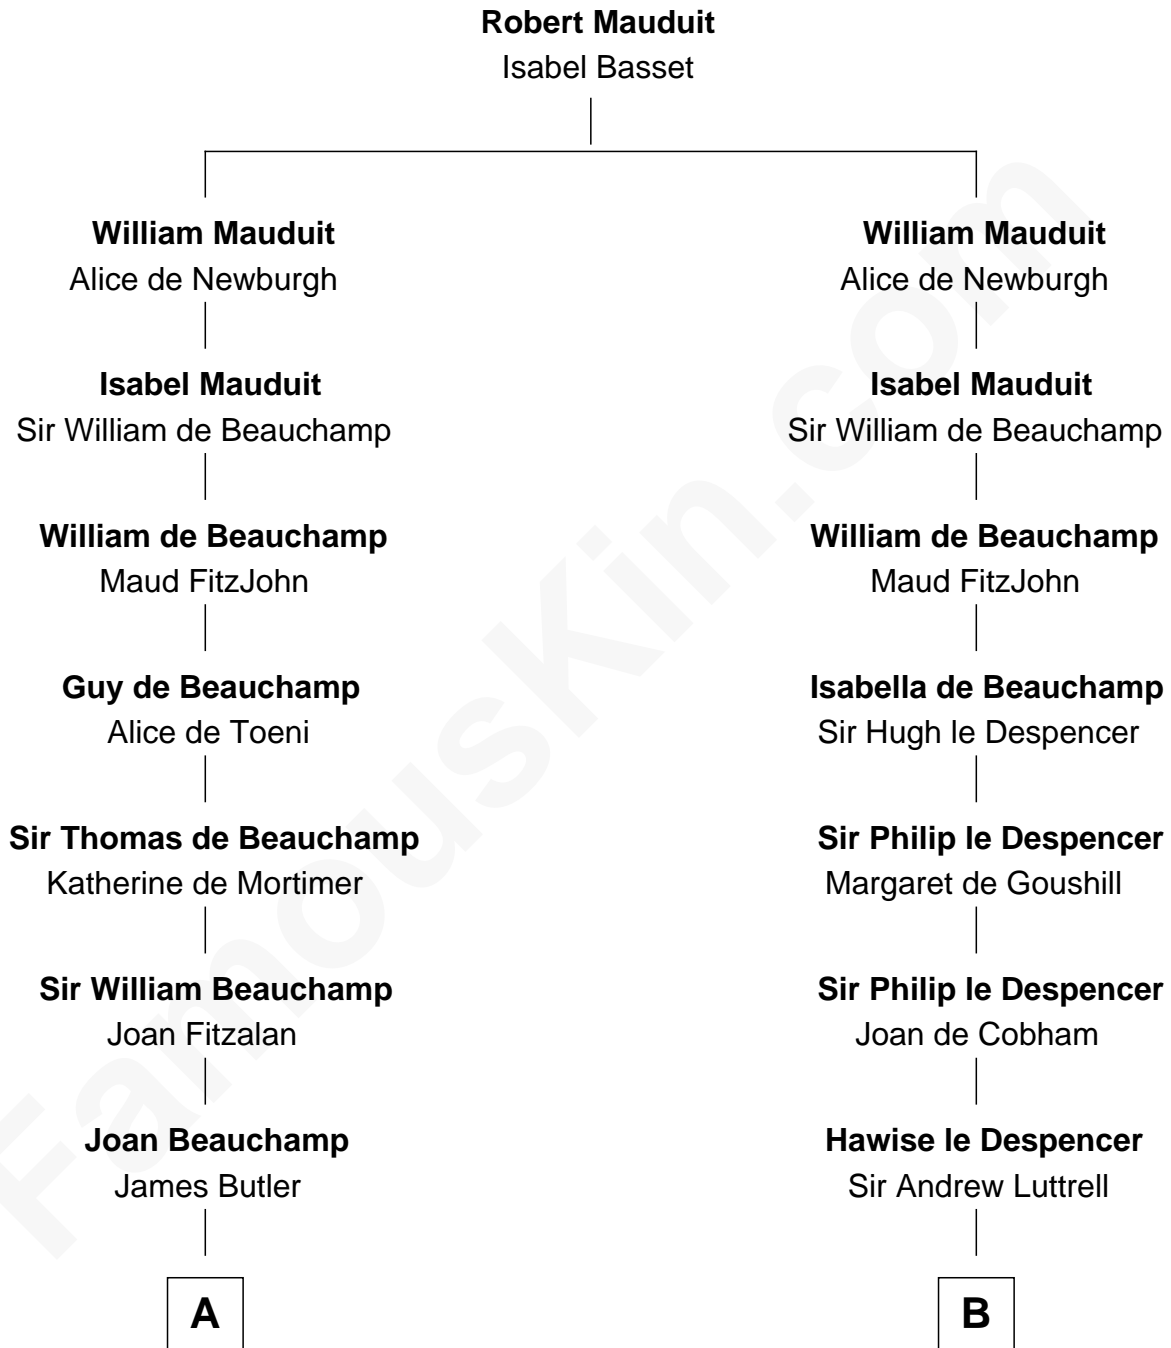 Robert Mauduit
Isabel Basset
William Mauduit
Alice de Newburgh
William Mauduit
Alice de Newburgh
Isabel Mauduit
Sir William de Beauchamp
Isabel Mauduit
Sir William de Beauchamp
William de Beauchamp
Maud FitzJohn
William de Beauchamp
Maud FitzJohn
Guy de Beauchamp
Alice de Toeni
Isabella de Beauchamp
Sir Hugh le Despencer
Sir Thomas de Beauchamp
Katherine de Mortimer
Sir Philip le Despencer
Margaret de Goushill
Sir William Beauchamp
Joan Fitzalan
Sir Philip le Despencer
Joan de Cobham
Joan Beauchamp
James Butler
Hawise le Despencer
Sir Andrew Luttrell
A
B
FamousKin.com